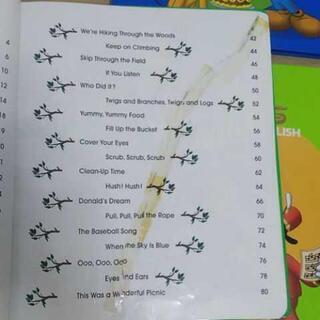 We're Hiking Through the Woods 42
4 Keep on Climbing 44
Skip Through the Field 46
6 If You Listen 48
Who Did It? 50
Twigs and Branches, Twigs and Logs 52
Yummy, Yummy Food 54
Fill Up the Bucket 56
Cover Your Eyes 58
Scrub, Scrub, Scrub 60
Clean-Up Time 62
Hush! Hush! 64
Donald's Dream 66
Pull, Pull, Pull the Rope 70
The Baseball Song 72
When the Sky Is Blue 74
Ooo, Ooo, Ooo 76
Eyes and Ears 78
This Was a Wonderful Picnic 80